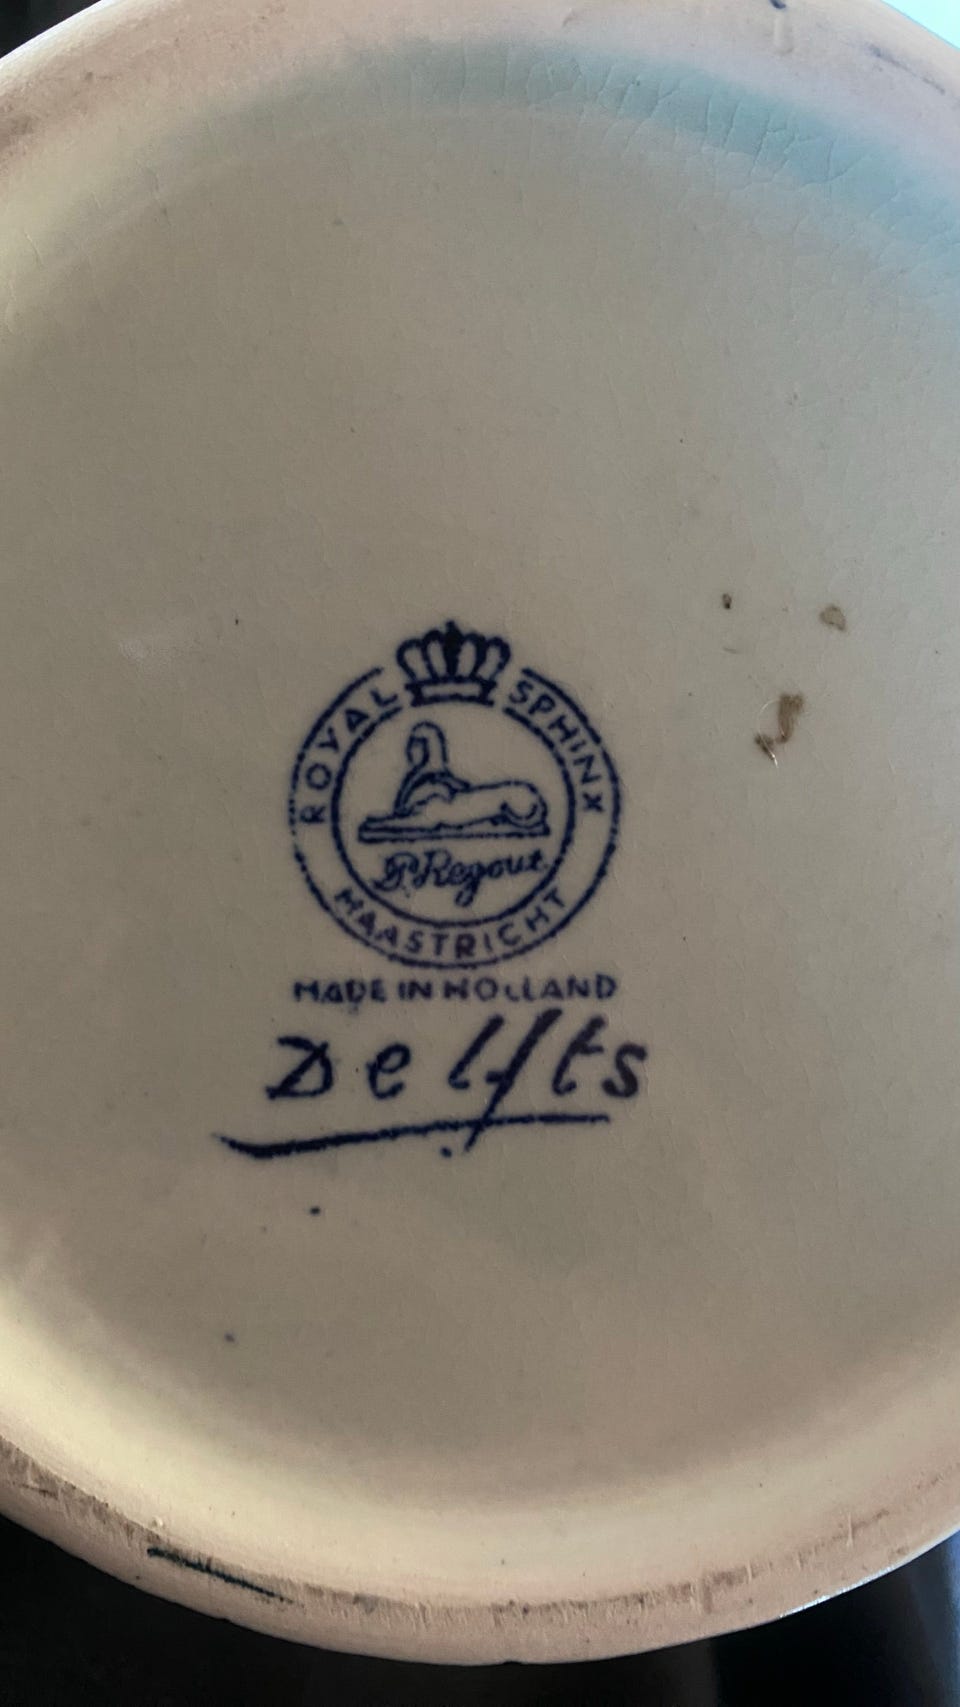 ROYAL SPHINX
P. Regout
MAASTRICHT
MADE IN HOLLAND
Delfts